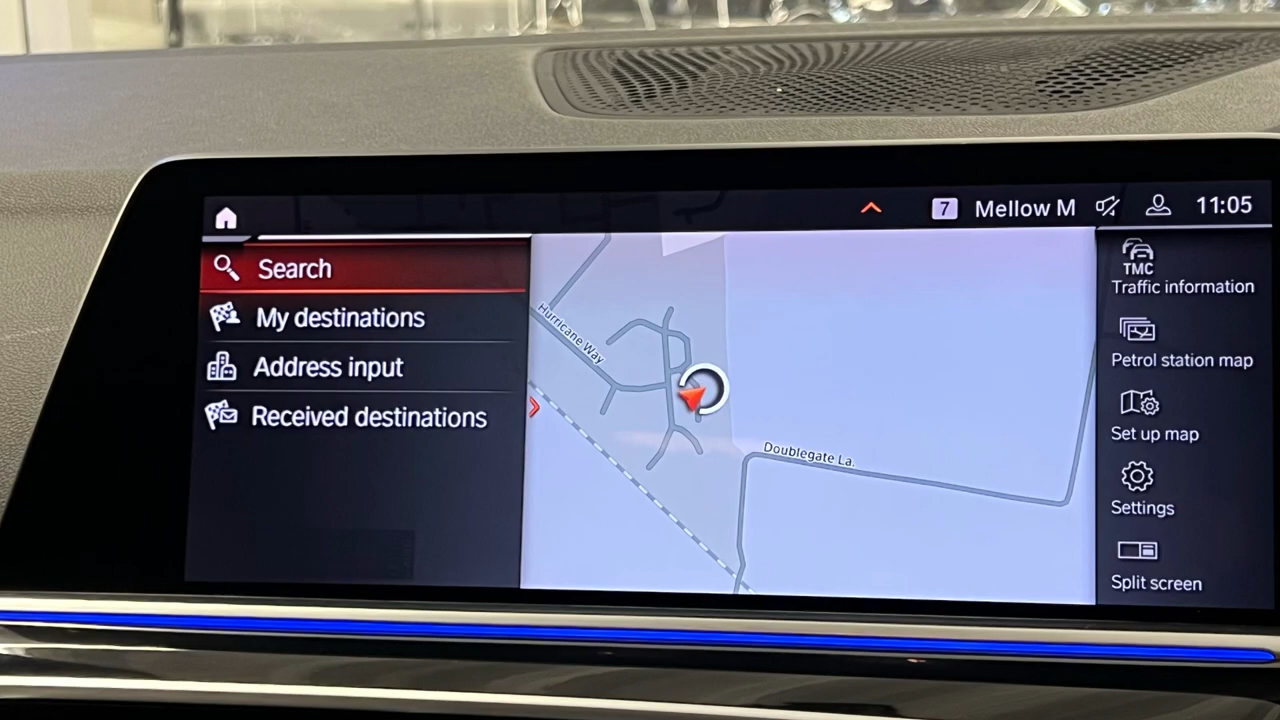 7 Mellow M 11:05
Search
My destinations
Address input
Received destinations
Hurricane Way
Doublegate La.
TMC
Traffic information
Petrol station map
Set up map
Settings
Split screen